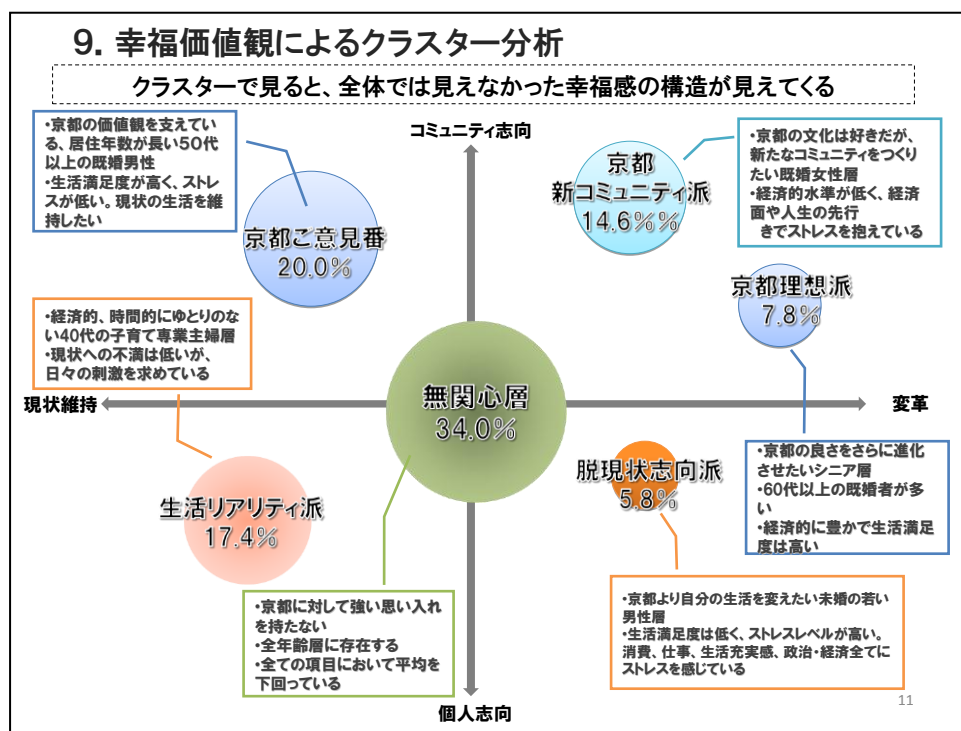 9. 幸福価値観によるクラスター分析
クラスターで見ると、全体では見えなかった幸福感の構造が見えてくる
・京都の価値観を支えてい
る、居住年数が長い50代
以上の既婚男性
・生活満足度が高く、ストレ
スが低い。現状の生活を維
持したい
コミュニティ志向
京都
新コミュニティ派
14.6%%
・京都の文化は好きだが、
新たなコミュニティをつくり
たい既婚女性層
・経済的水準が低く、経済
面や人生の先行
きでストレスを抱えている
京都ご意見番
20.0%
京都理想派
7.8%
・経済的、時間的にゆとりのな
い40代の子育て専業主婦層
・現状への不満は低いが、
日々の刺激を求めている
現状維持
無関心層
34.0%
変革
生活リアリティ派
17.4%
脱現状志向派
5.8%
・京都の良さをさらに進化
させたいシニア層
・60代以上の既婚者が多
い
・経済的に豊かで生活満足
度は高い
・京都に対して強い思い入れ
を持たない
・全年齢層に存在する
・全ての項目において平均を
下回っている
・京都より自分の生活を変えたい未婚の若い
男性層
・生活満足度は低く、ストレスレベルが高い。
消費、仕事、生活充実感、政治・経済全てに
ストレスを感じている
個人志向
11